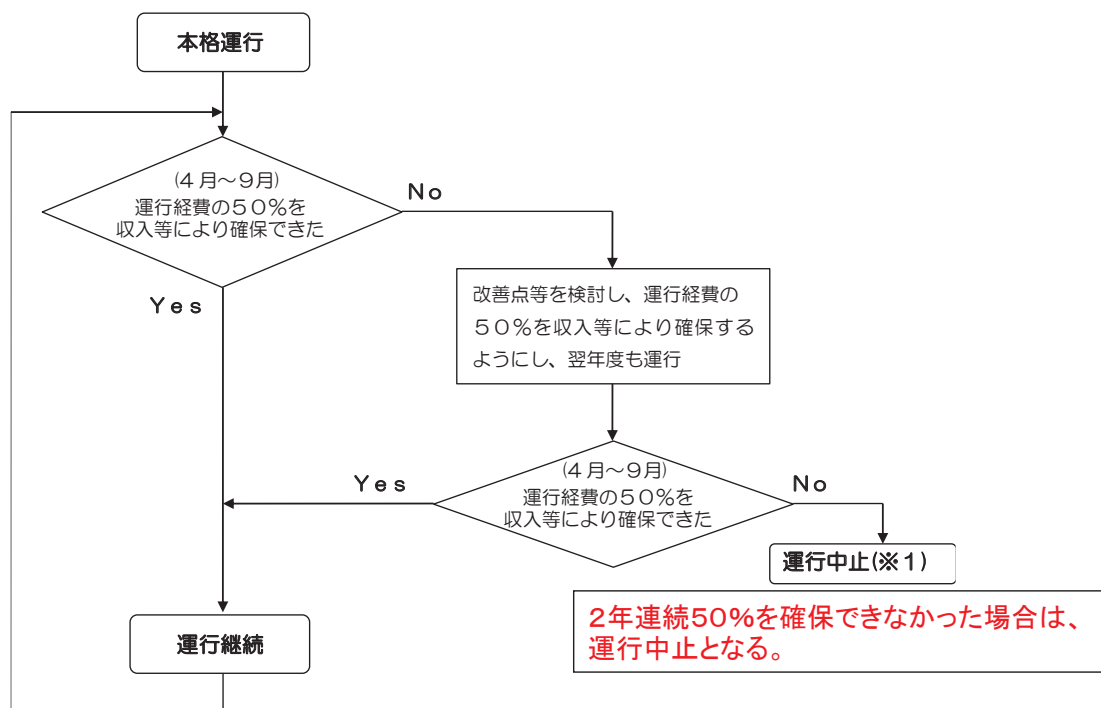 本格運行
(4月~9月)
運行経費の50%を
収入等により確保できた
No
Yes
改善点等を検討し、運行経費の
50%を収入等により確保する
ようにし、翌年度も運行
(4月~9月)
運行経費の50%を
収入等により確保できた
Yes
No
運行中止(※1)
2年連続50%を確保できなかった場合は、
運行中止となる。
運行継続